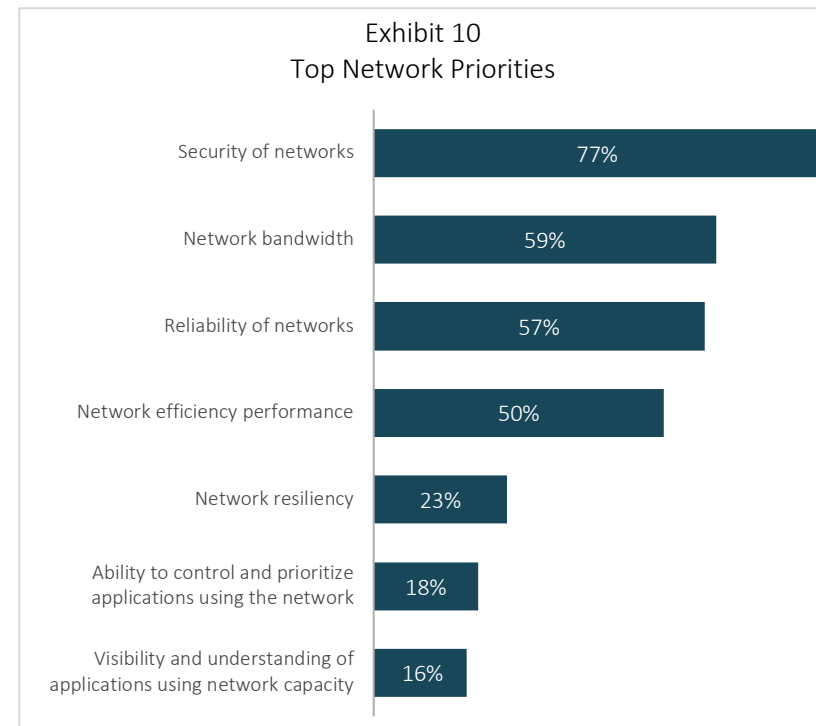 Exhibit 10
Top Network Priorities
Security of networks
77%
Network bandwidth
59%
Reliability of networks
57%
Network efficiency performance
50%
Network resiliency
23%
Ability to control and prioritize
applications using the network
18%
Visibility and understanding of
applications using network capacity
16%